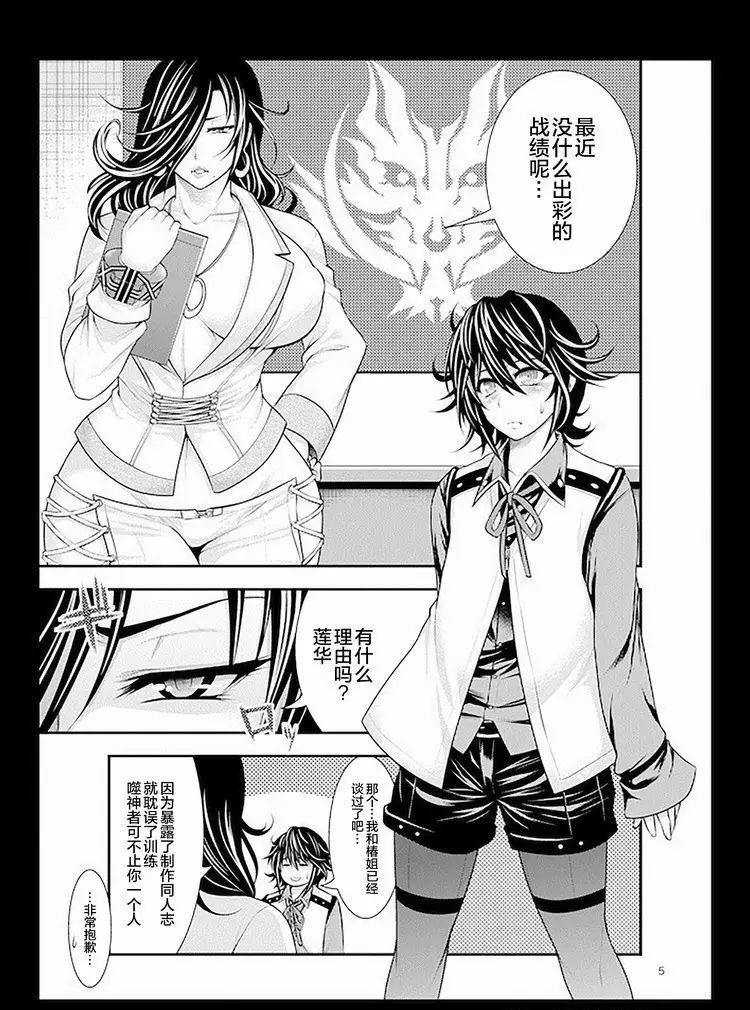 最近
没什么出彩的
战绩呢…
有什么
理由吗?
莲华
那个…我和椿姐已经
谈过了吧…
因为暴露了制作同人志
就耽误了训练
噬神者可不止你一个人
…非常抱歉…
ギ
ロ
5